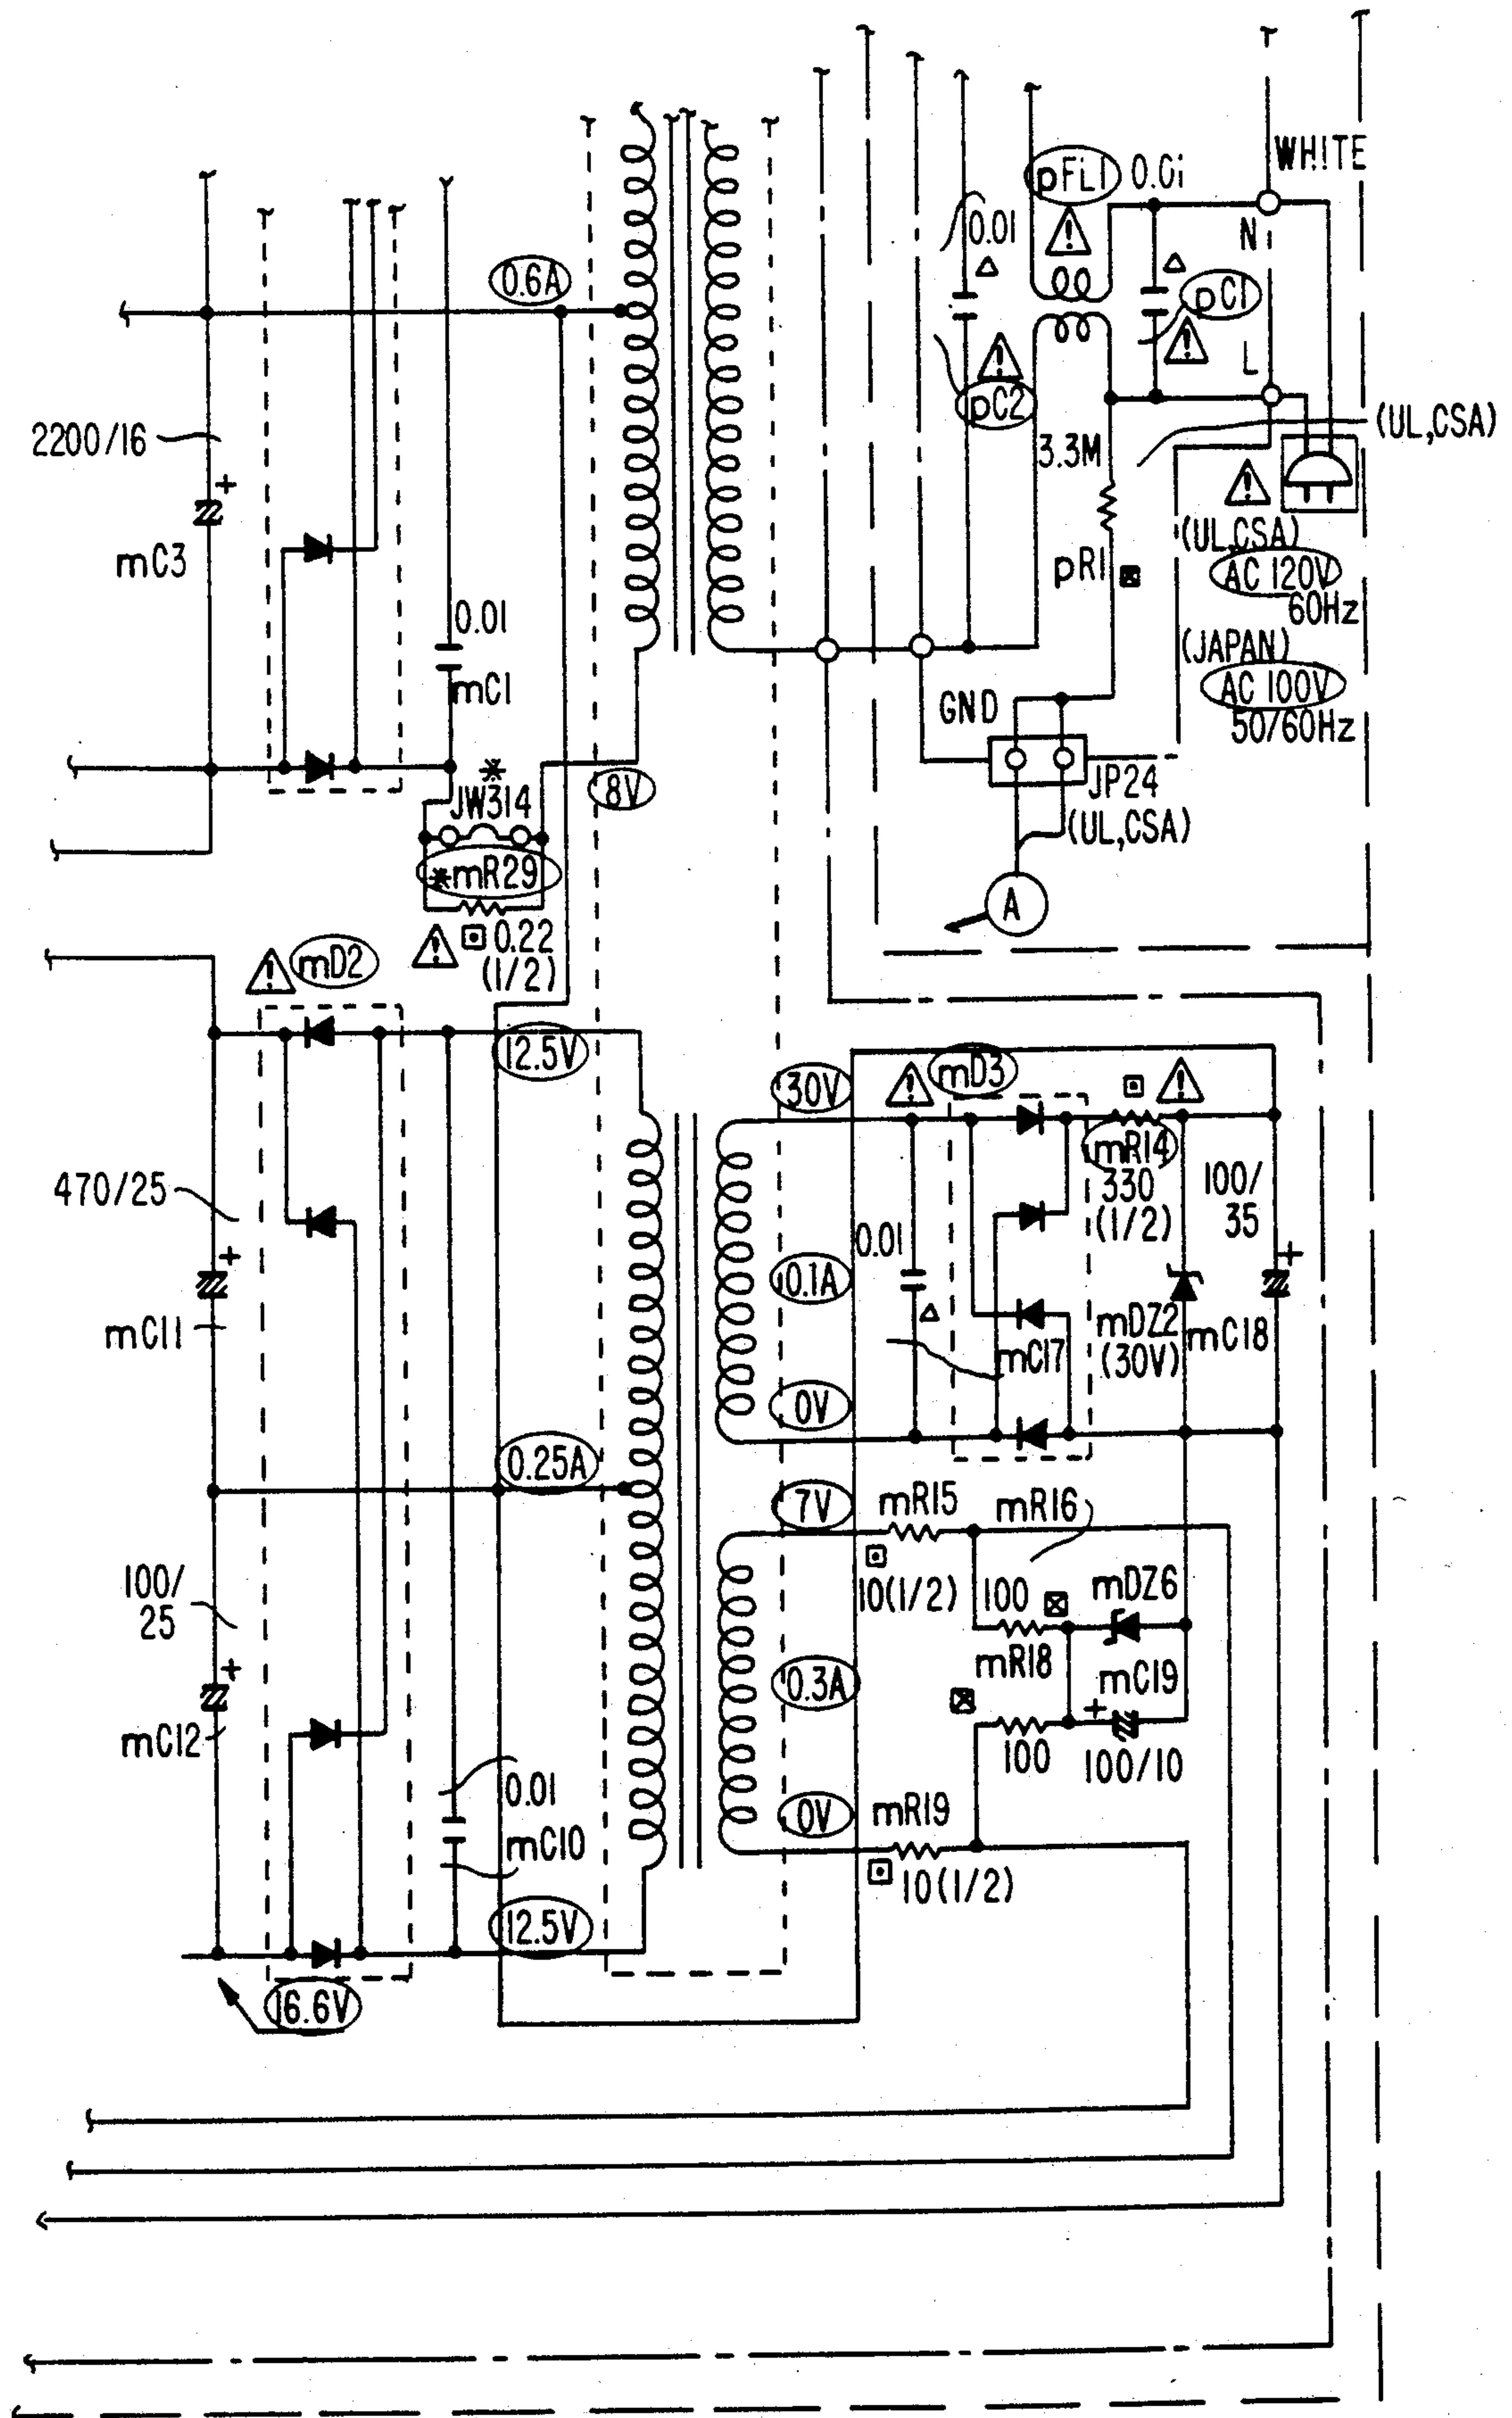 WHITE
pFL1 0.01
0.01
N
0.6A
pC1
L
pC2
(UL,CSA)
2200/16
+
3.3M
mC3
(UL,CSA)
pR1
AC 120V
60Hz
0.01
(JAPAN)
mC1
AC 100V
50/60Hz
GND
*
JW314
8V
JP24
(UL,CSA)
*mR29
A
0.22
(1/2)
mD2
12.5V
mD3
30V
mR14
330
(1/2)
100/
35
470/25
+
0.01
0.1A
+
mC11
mC17
mDZ2
(30V)
mC18
0V
0.25A
7V
mR15
mR16
100/
25
10(1/2)
100
mDZ6
+
mR18
mC19
0.3A
+
mC12
100
100/10
0.01
0V
mR19
mC10
10(1/2)
12.5V
16.6V